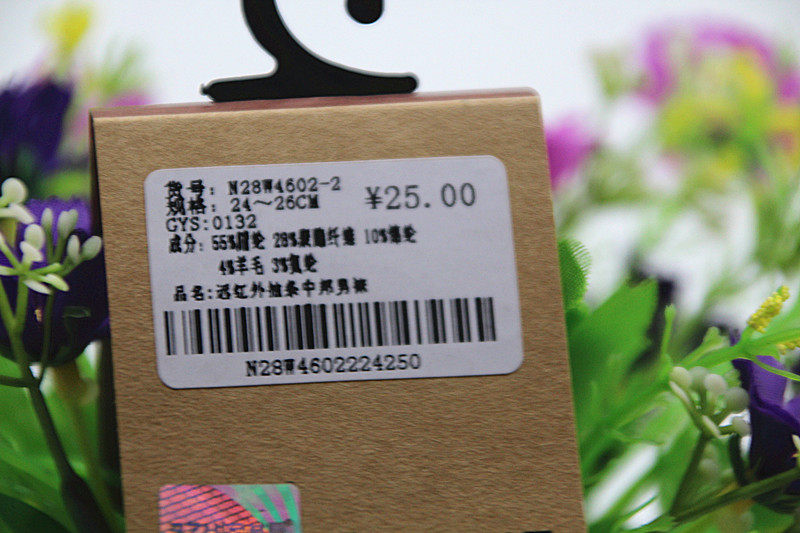 货号: N28W4602-2
¥25.00
规格: 24～26CM
GYS:0132
成分: 55%腈纶 28%聚酯纤维 10%锦纶
4%羊毛 3%氨纶
品名:远红外抽条中邦男袜
N28W4602224250